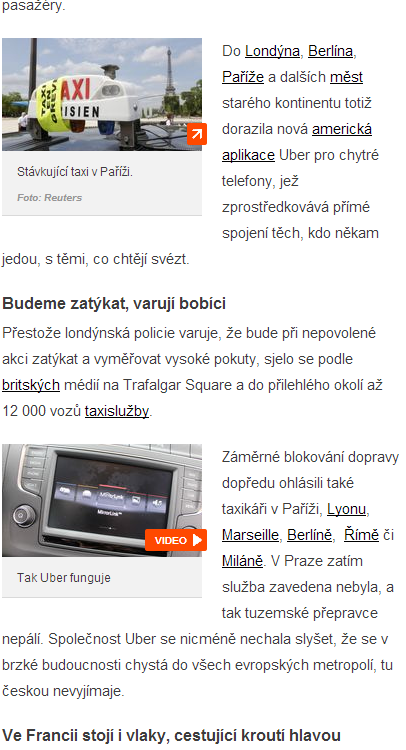 pasažéry.
TAXI
ISIEN
TAXI
EN
GREVE
Stávkující taxi v Paříži.
Foto: Reuters
Do Londýna, Berlína,
Paříže a dalších měst
starého kontinentu totiž
dorazila nová americká
aplikace Uber pro chytré
telefony, jež
zprostředkovává přímé
spojení těch, kdo někam
jedou, s těmi, co chtějí svézt.
Budeme zatýkat, varují bobíci
Přestože londýnská policie varuje, že bude při nepovolené
akci zatýkat a vyměřovat vysoké pokuty, sjelo se podle
britských médií na Trafalgar Square a do přilehlého okolí až
12 000 vozů taxislužby.
MirrorLink
MirrorLink™
VIDEO
Tak Uber funguje
Záměrné blokování dopravy
dopředu ohlásili také
taxikáři v Paříži, Lyonu,
Marseille, Berlíně, Římě či
Miláně. V Praze zatím
služba zavedena nebyla, a
tak tuzemské přepravce
nepálí. Společnost Uber se nicméně nechala slyšet, že se v
brzké budoucnosti chystá do všech evropských metropolí, tu
českou nevyjímaje.
Ve Francii stojí i vlaky, cestující kroutí hlavou